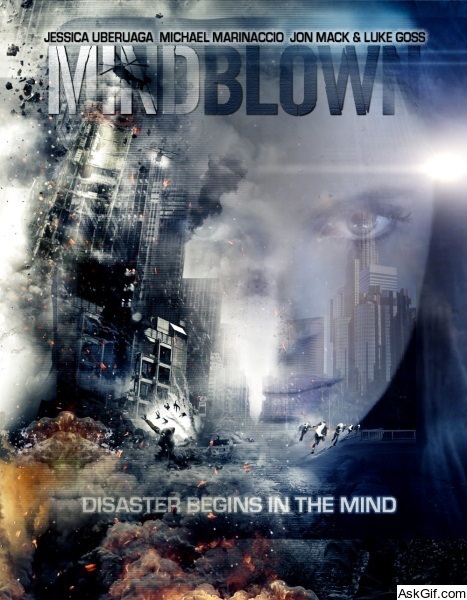 JESSICA UBERUAGA MICHAEL MARINACCIO JON MACK & LUKE GOSS
MINDBLOWN
DISASTER BEGINS IN THE MIND
AskGif.com